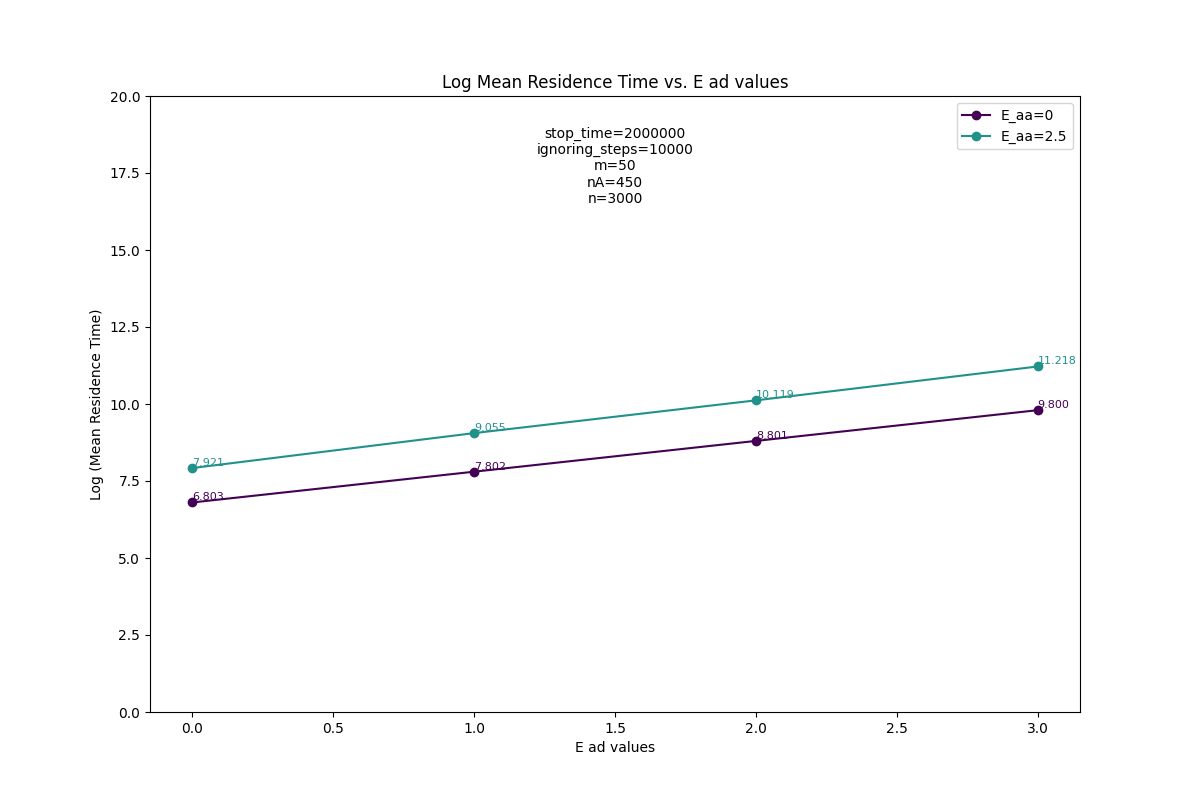 Log Mean Residence Time vs. E ad values
20.0
17.5
15.0
12.5
10.0
7.5
5.0
2.5
0.0
Log (Mean Residence Time)
stop_time=2000000
ignoring_steps=10000
m=50
nA=450
n=3000
E_aa=0
E_aa=2.5
7.921
9.055
10.119
11.218
6.803
7.802
8.801
9.800
0.0
0.5
1.0
1.5
2.0
2.5
3.0
E ad values